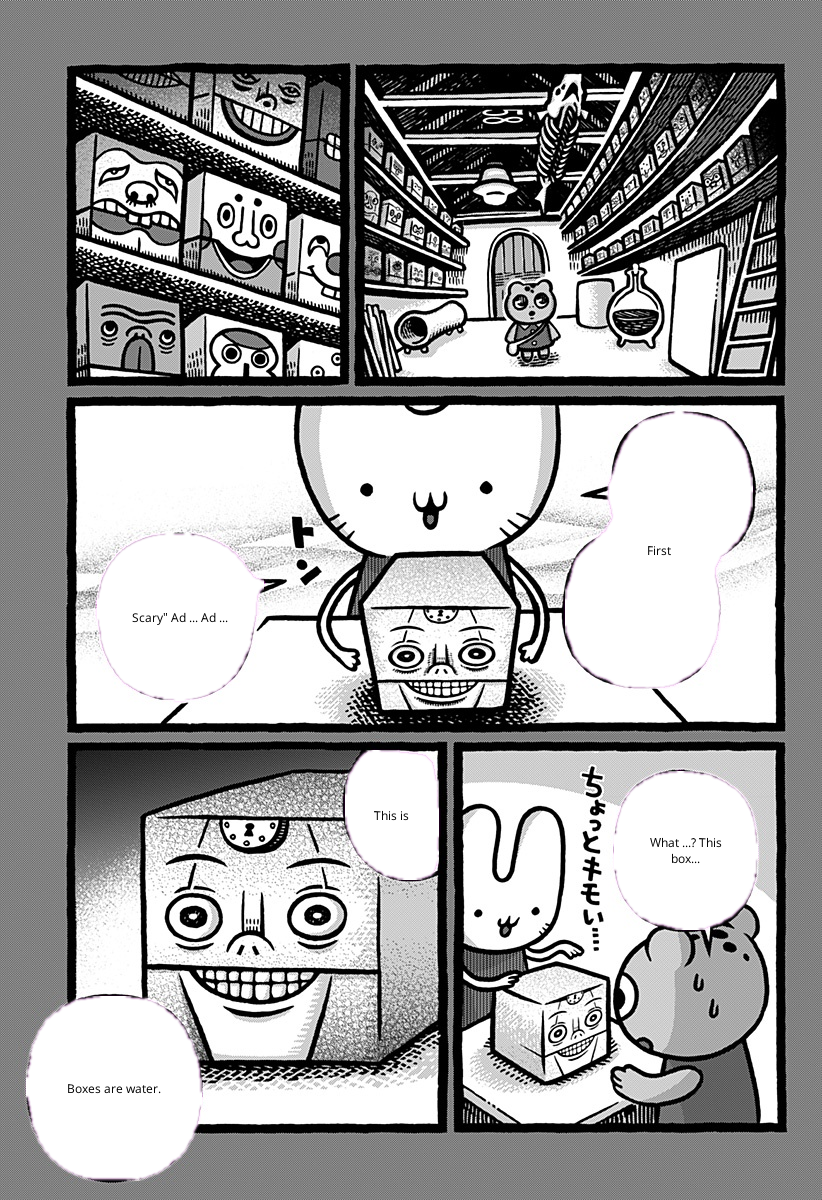 58
First
トン
Scary" Ad ... Ad ...
What ...? This
box...
ちょっとキモい…
This is
Boxes are water.